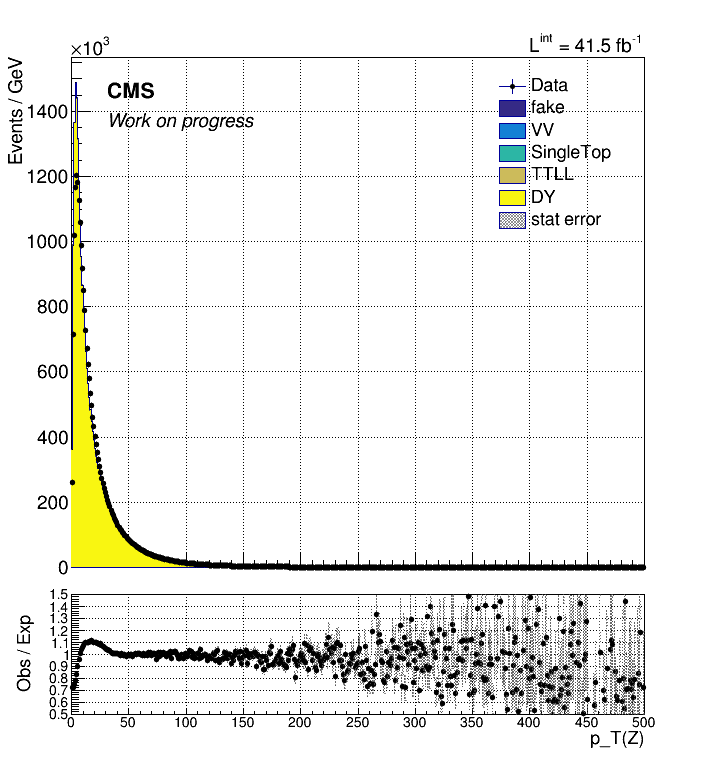 ×10³
L^int = 41.5 fb^-1
Events / GeV
CMS
Work on progress
Data
fake
VV
SingleTop
TTLL
DY
stat error
1400
1200
1000
800
600
400
200
0
Obs / Exp
1.5
1.4
1.3
1.2
1.1
1
0.9
0.8
0.7
0.6
0.5
0 50 100 150 200 250 300 350 400 450 500
p_T(Z)